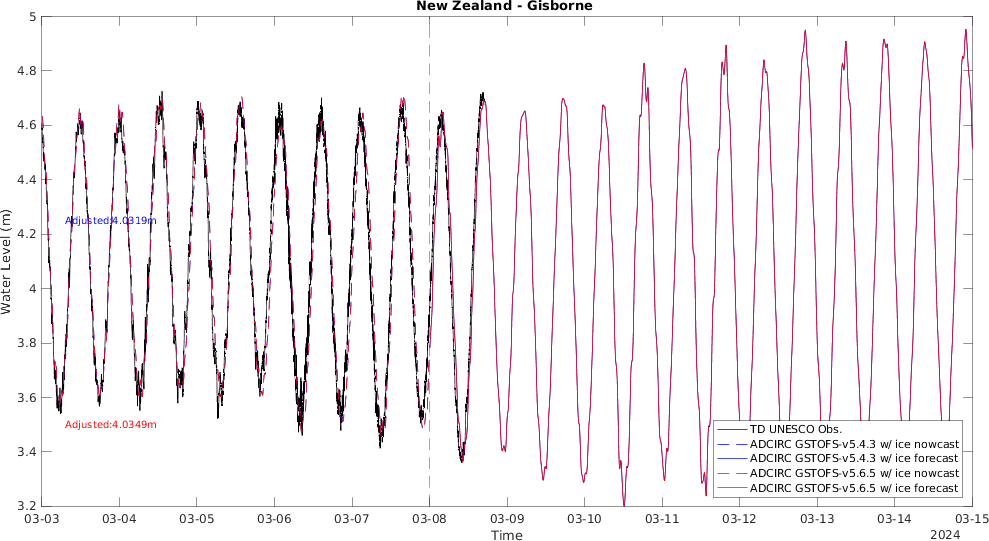 New Zealand - Gisborne
5
4.8
4.6
4.4
4.2
4
3.8
3.6
3.4
3.2
Water Level (m)
Adjusted:4.0319m
Adjusted:4.0349m
TD UNESCO Obs.
ADCIRC GSTOFS-v5.4.3 w/ ice nowcast
ADCIRC GSTOFS-v5.4.3 w/ ice forecast
ADCIRC GSTOFS-v5.6.5 w/ ice nowcast
ADCIRC GSTOFS-v5.6.5 w/ ice forecast
03-03 03-04 03-05 03-06 03-07 03-08 03-09 03-10 03-11 03-12 03-13 03-14 03-15
Time
2024